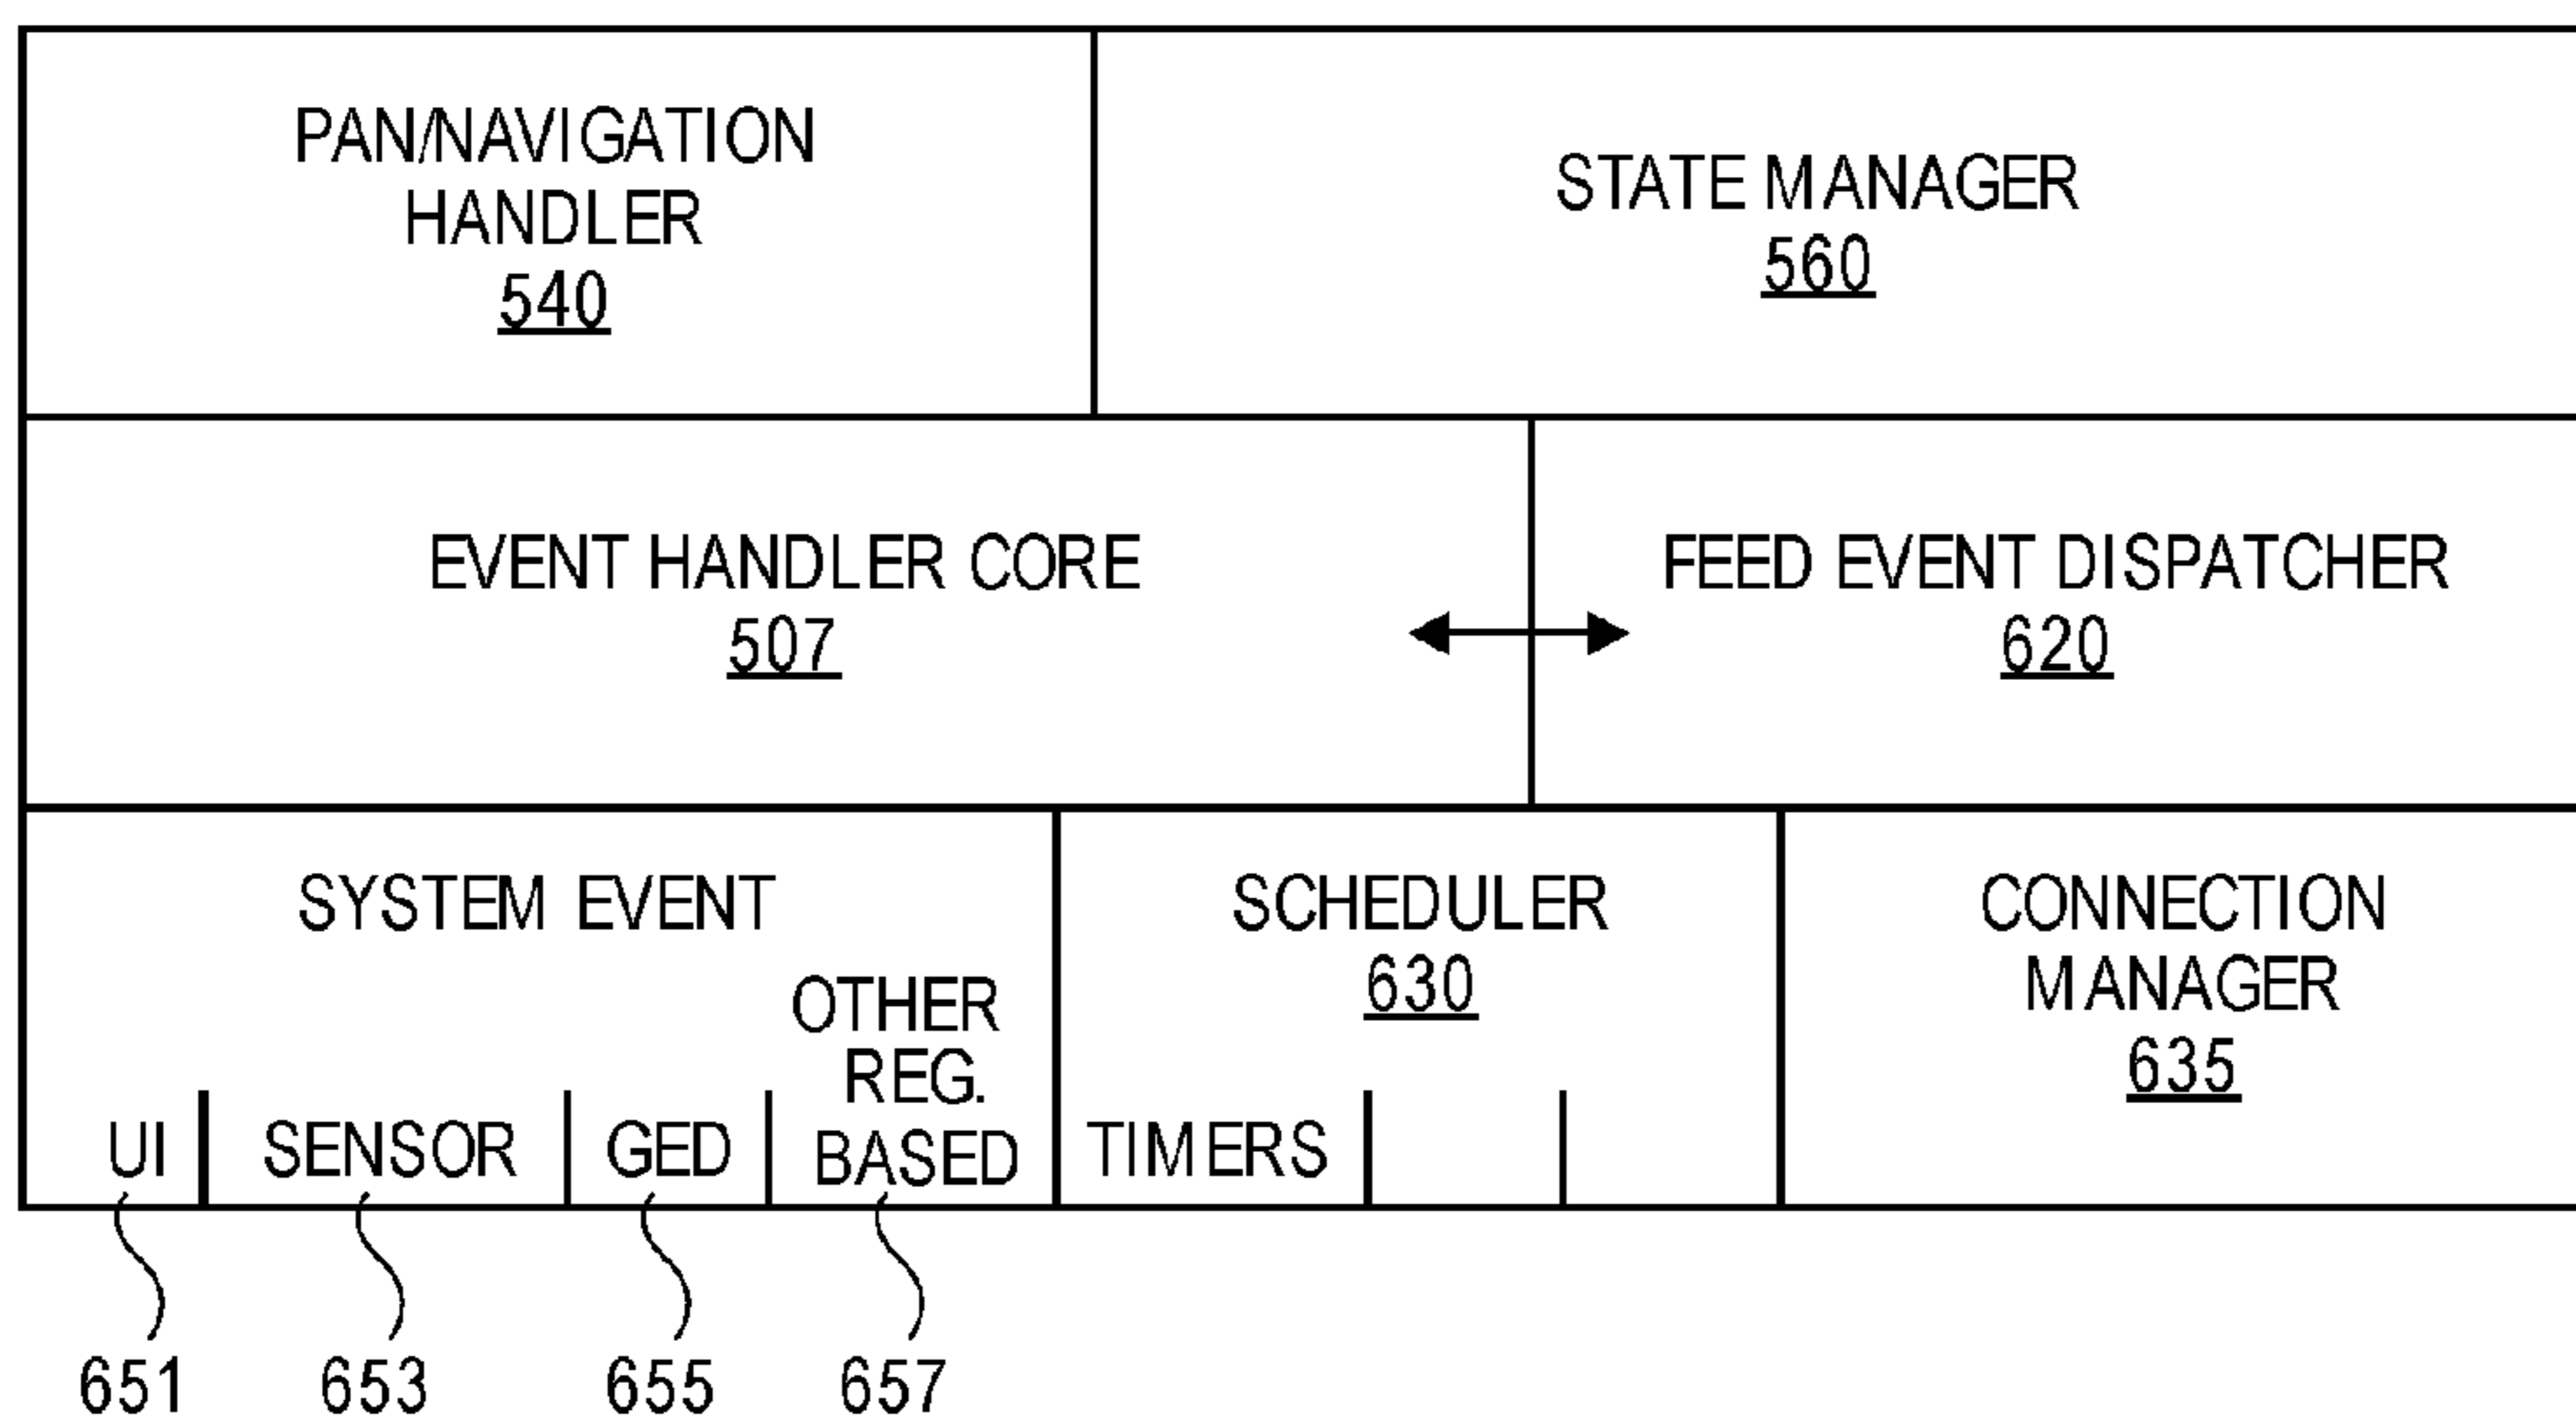 PAN/NAVIGATION
HANDLER
540
STATE MANAGER
560
EVENT HANDLER CORE
507
FEED EVENT DISPATCHER
620
SYSTEM EVENT
UI
SENSOR
GED
OTHER
REG.
BASED
SCHEDULER
630
TIMERS
CONNECTION
MANAGER
635
651
653
655
657